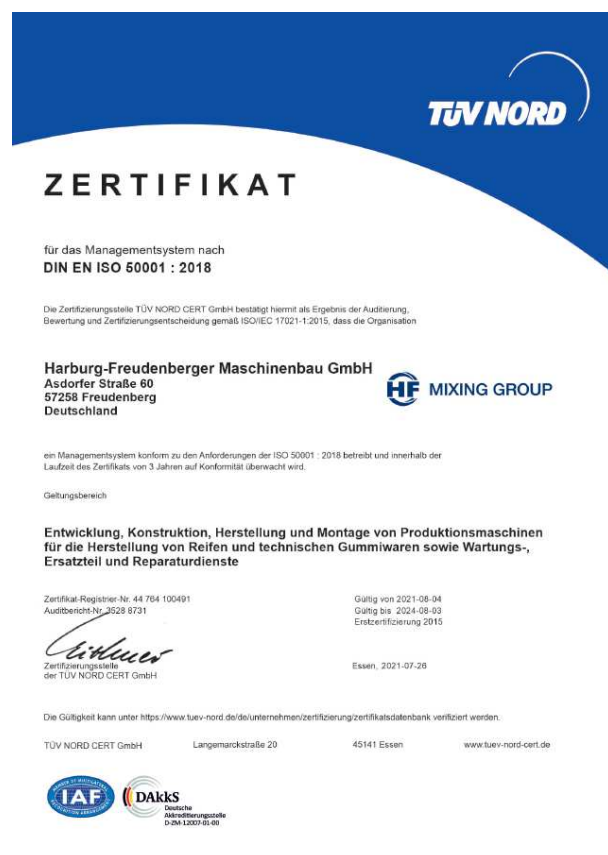 TÜV NORD
ZERTIFIKAT
für das Managementsystem nach
DIN EN ISO 50001 : 2018
Die Zertifizierungsstelle TÜV NORD CERT GmbH bestätigt hiermit als Ergebnis der Auditierung,
Bewertung und Zertifizierungsentscheidung gemäß ISO/IEC 17021-1:2015, dass die Organisation
Harburg-Freudenberger Maschinenbau GmbH
Asdorfer Straße 60
57258 Freudenberg
Deutschland
HF MIXING GROUP
ein Managementsystem konform zu den Anforderungen der ISO 50001 : 2018 betreibt und innerhalb der
Laufzeit des Zertifikats von 3 Jahren auf Konformität überwacht wird.
Geltungsbereich
Entwicklung, Konstruktion, Herstellung und Montage von Produktionsmaschinen
für die Herstellung von Reifen und technischen Gummiwaren sowie Wartungs-,
Ersatzteil und Reparaturdienste
Zertifikat-Registrier-Nr. 44 764 100491
Auditbericht-Nr. 3528 8731
Gültig von 2021-08-04
Gültig bis 2024-08-03
Erstzertifizierung 2015
Zertifizierungsstelle
der TÜV NORD CERT GmbH
Essen, 2021-07-26
Die Gültigkeit kann unter https://www.tuev-nord.de/de/unternehmen/zertifizierung/zertifikatsdatenbank verifiziert werden.
TÜV NORD CERT GmbH Langemarckstraße 20 45141 Essen www.tuev-nord-cert.de
MEMBER OF MULTILATERAL
IAF
RECOGNITION ARRANGEMENT
DAkkS
Deutsche
Akkreditierungsstelle
D-ZM-12007-01-00